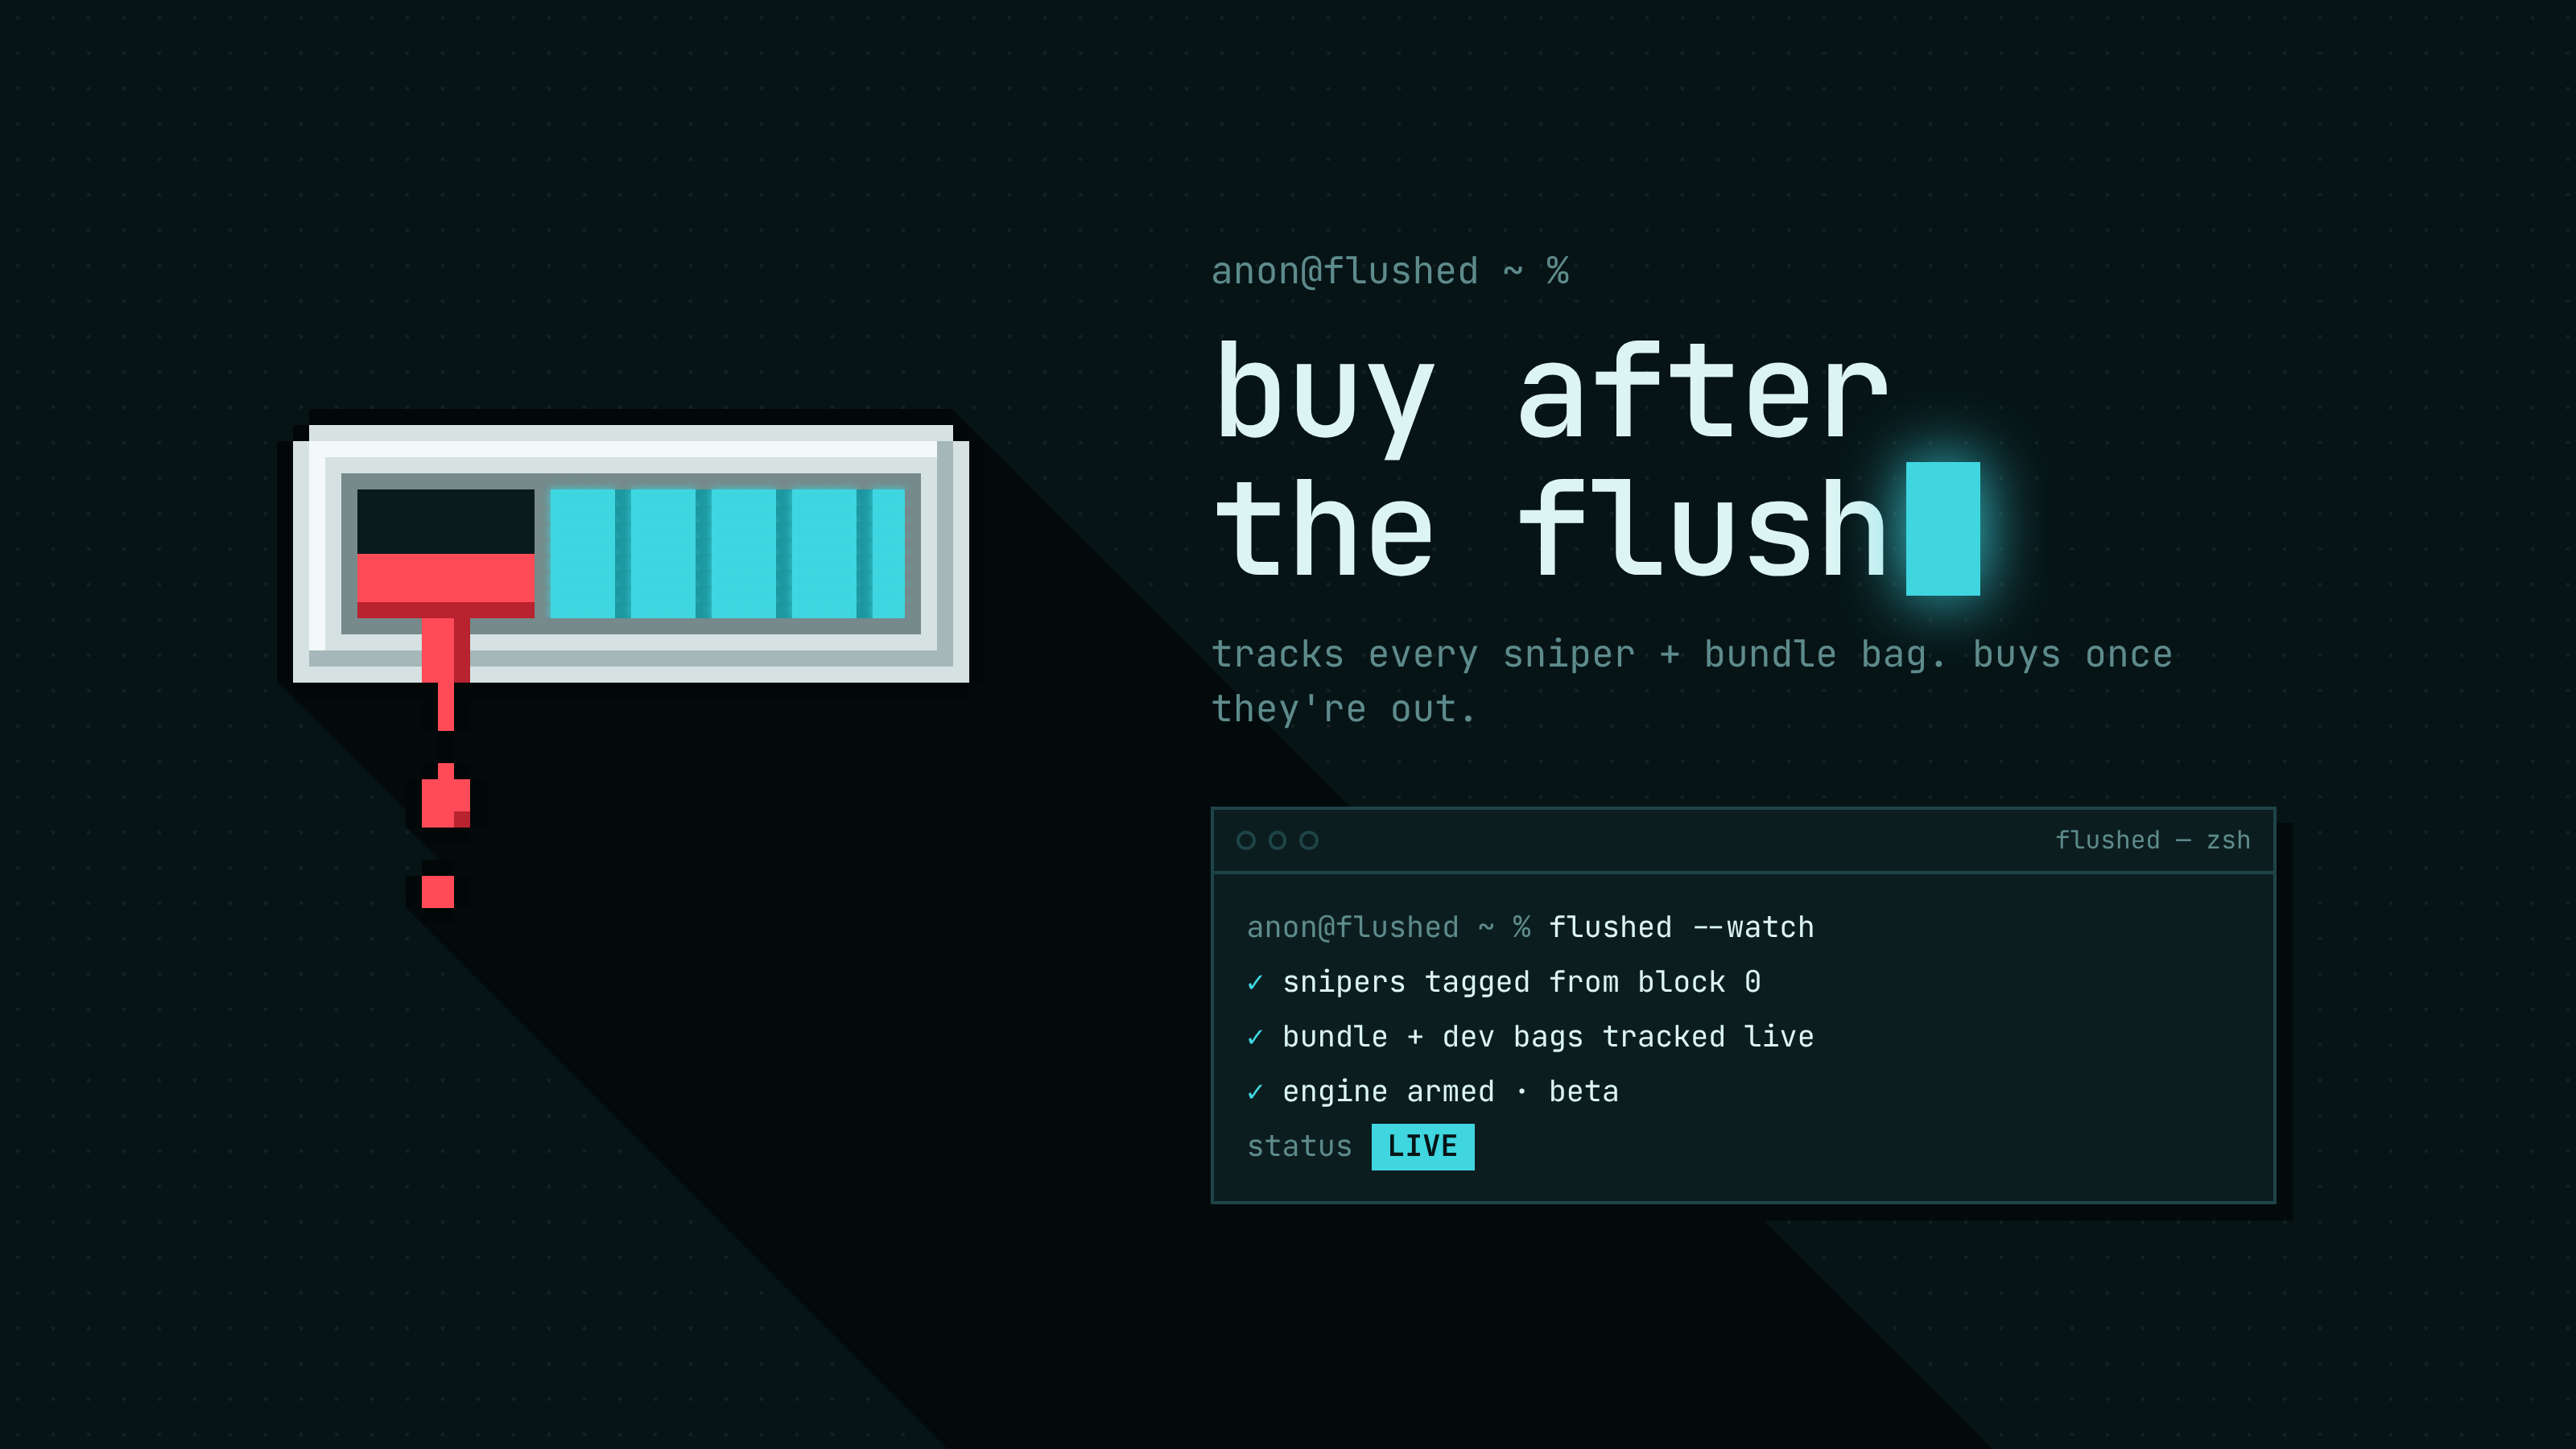 anon@flushed ~ %
buy after
the flush
tracks every sniper + bundle bag. buys once
they're out.
flushed — zsh
anon@flushed ~ % flushed --watch
✓ snipers tagged from block 0
✓ bundle + dev bags tracked live
✓ engine armed · beta
status LIVE